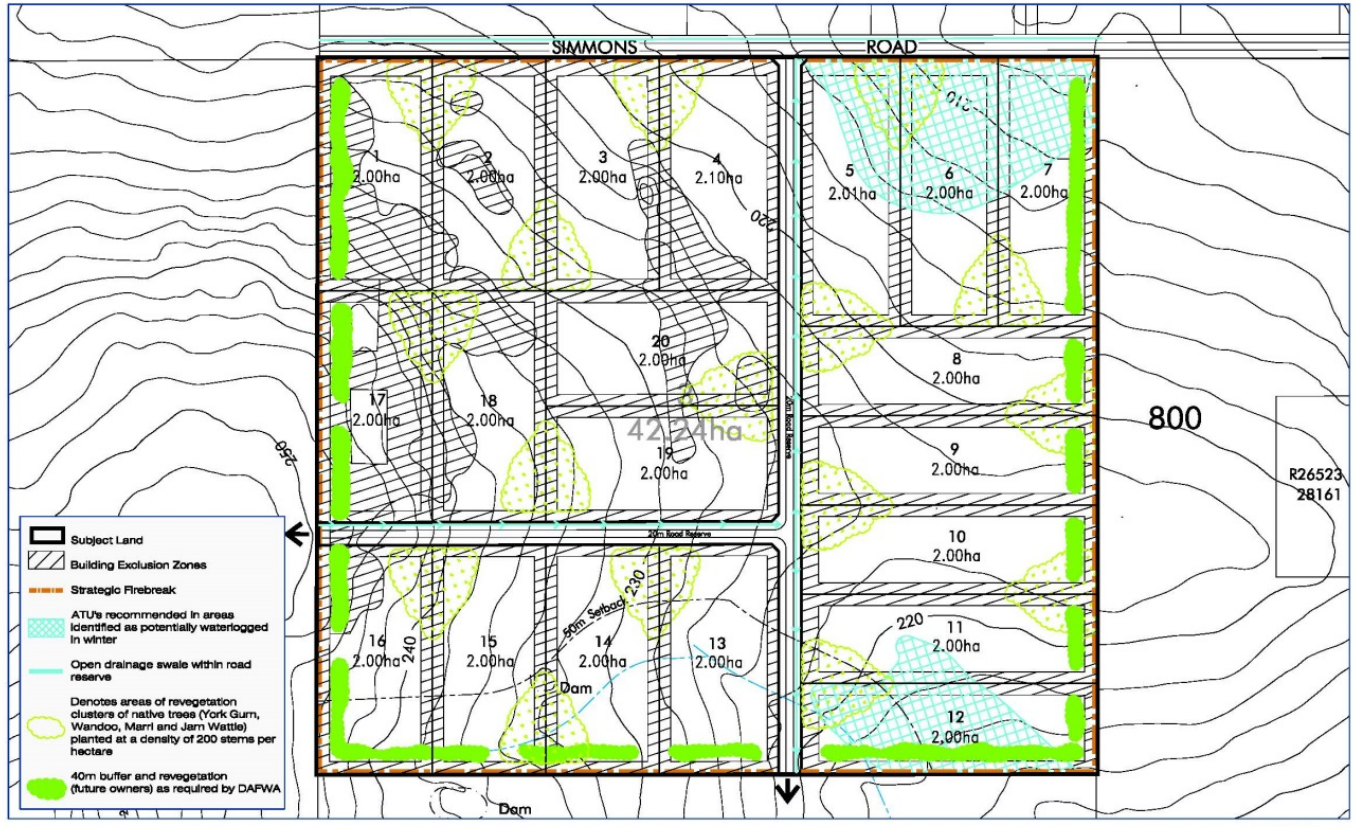 SIMMONS ROAD
210
1
2.00ha
2
2.00ha
3
2.00ha
4
2.10ha
5
2.01ha
6
2.00ha
7
2.00ha
220
20
2.00ha
8
2.00ha
17
2.00ha
18
2.00ha
3
42.24ha
19
2.00ha
20m Road Reserve
9
2.00ha
800
R26523
28161
250
20m Road Reserve
10
2.00ha
230
50m Setback
16
2.00ha
240
15
2.00ha
14
2.00ha
13
2.00ha
220
11
2.00ha
Dam
12
2.00ha
Dam
Subject Land
Building Exclusion Zones
Strategic Firebreak
ATU's recommended in areas
identified as potentially waterlogged
in winter
Open drainage swale within road
reserve
Denotes areas of revegetation
clusters of native trees (York Gum,
Wandoo, Marri and Jam Wattle)
planted at a density of 200 stems per
hectare
40m buffer and revegetation
(future owners) as required by DAFWA